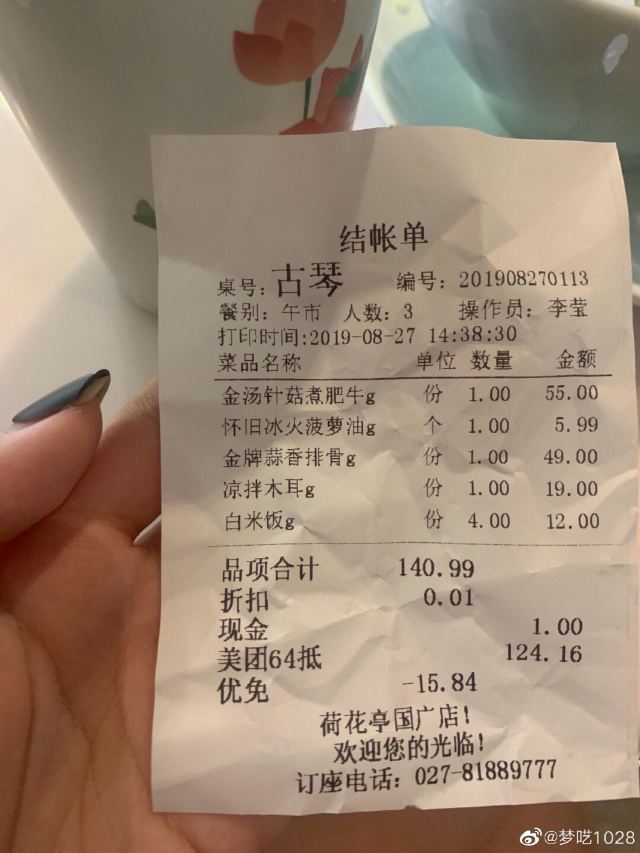 结帐单
桌号: 古琴 编号: 201908270113
餐别: 午市 人数: 3 操作员: 李莹
打印时间:2019-08-27 14:38:30
菜品名称 单位 数量 金额
金汤针菇煮肥牛g 份 1.00 55.00
怀旧冰火菠萝油g 个 1.00 5.99
金牌蒜香排骨g 份 1.00 49.00
凉拌木耳g 份 1.00 19.00
白米饭g 份 4.00 12.00
品项合计 140.99
折扣 0.01
现金 1.00
美团64抵 124.16
优免 -15.84
荷花亭国广店!
欢迎您的光临!
订座电话: 027-81889777
@梦呓1028